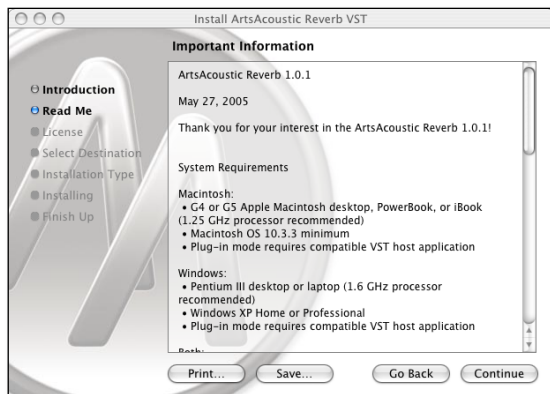 Install ArtsAcoustic Reverb VST
Important Information
Introduction
Read Me
License
Select Destination
Installation Type
Installing
Finish Up
ArtsAcoustic Reverb 1.0.1
May 27, 2005
Thank you for your interest in the ArtsAcoustic Reverb 1.0.1!
System Requirements
Macintosh:
• G4 or G5 Apple Macintosh desktop, PowerBook, or iBook
(1.25 GHz processor recommended)
• Macintosh OS 10.3.3 minimum
• Plug-in mode requires compatible VST host application
Windows:
• Pentium III desktop or laptop (1.6 GHz processor
recommended)
• Windows XP Home or Professional
• Plug-in mode requires compatible VST host application
Both:
Print...
Save...
Go Back
Continue